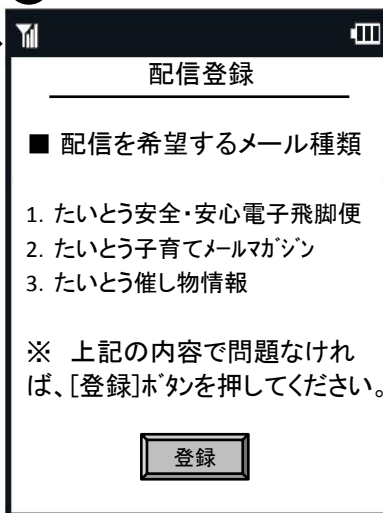 配信登録
■ 配信を希望するメール種類
1. たいとう安全・安心電子飛脚便
2. たいとう子育てﾒｰﾙﾏｶﾞｼﾞﾝ
3. たいとう催し物情報
※ 上記の内容で問題なけれ
ば、[登録]ﾎﾞﾀﾝを押してください。
登録